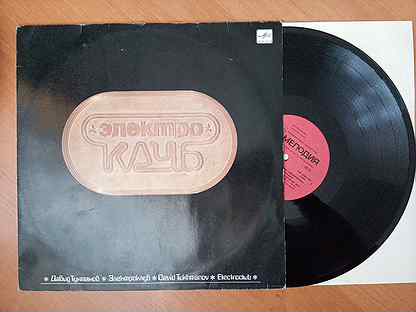 электро
КЛУБ
* Давид Тухманов * Электроклуб * David Tukhmanov * Electroclub *
МЕЛОДИЯ